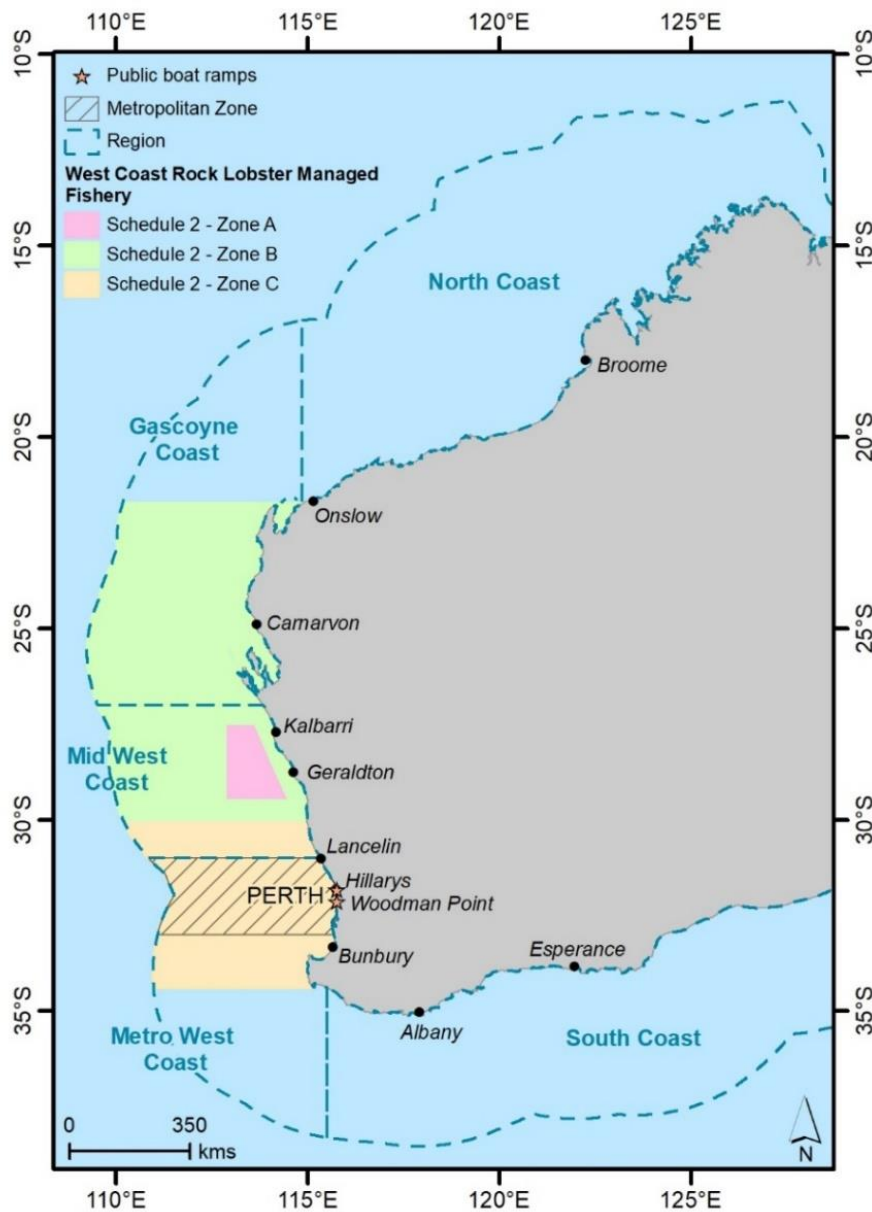 110°E 115°E 120°E 125°E
10°S
15°S
20°S
25°S
30°S
35°S
Public boat ramps
Metropolitan Zone
Region
West Coast Rock Lobster Managed
Fishery
Schedule 2 - Zone A
Schedule 2 - Zone B
Schedule 2 - Zone C
North Coast
Broome
Gascoyne
Coast
Onslow
Carnarvon
Kalbarri
Mid West
Coast
Geraldton
Lancelin
Hillarys
PERTH
Woodman Point
Bunbury
Esperance
Albany
Metro West
Coast
South Coast
0 350
kms
N
10°S
15°S
20°S
25°S
30°S
35°S
110°E 115°E 120°E 125°E